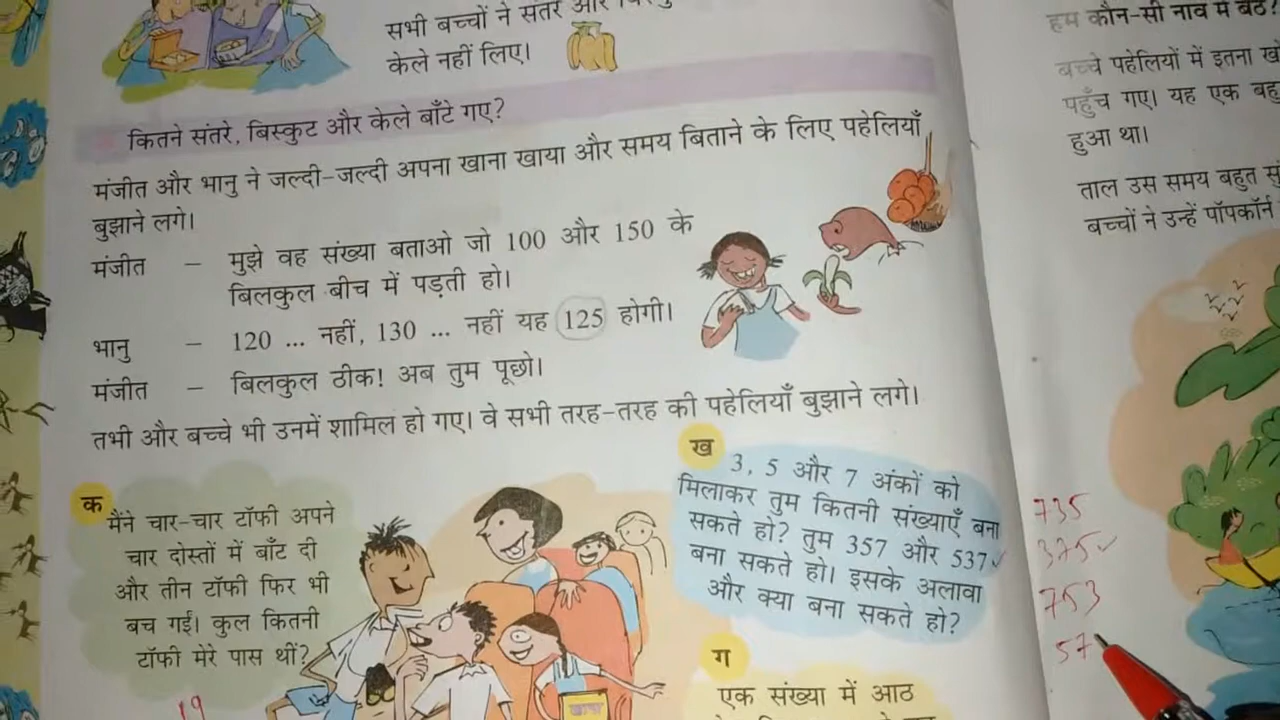 सभी बच्चों ने संतरे और
केले नहीं लिए।
कितने संतरे, बिस्कुट और केले बाँटे गए?
मंजीत और भानु ने जल्दी-जल्दी अपना खाना खाया और समय बिताने के लिए पहेलियाँ
बुझाने लगे।
मंजीत – मुझे वह संख्या बताओ जो 100 और 150 के
बिलकुल बीच में पड़ती हो।
भानु – 120 ... नहीं, 130 ... नहीं यह 125 होगी।
मंजीत – बिलकुल ठीक! अब तुम पूछो।
तभी और बच्चे भी उनमें शामिल हो गए। वे सभी तरह-तरह की पहेलियाँ बुझाने लगे।
क
मैंने चार-चार टॉफी अपने
चार दोस्तों में बाँट दी
और तीन टॉफी फिर भी
बच गईं। कुल कितनी
टॉफी मेरे पास थीं?
19
ख
3, 5 और 7 अंकों को
मिलाकर तुम कितनी संख्याएँ बना
सकते हो? तुम 357 और 537
बना सकते हो। इसके अलावा
और क्या बना सकते हो?
ग
एक संख्या में आठ
हम कौन-सी नाव में बैठें?
बच्चे पहेलियों में इतना
पहुँच गए। यह एक
हुआ था।
ताल उस समय बहुत
बच्चों ने उन्हें पॉपकॉर्न
735
375
753
57